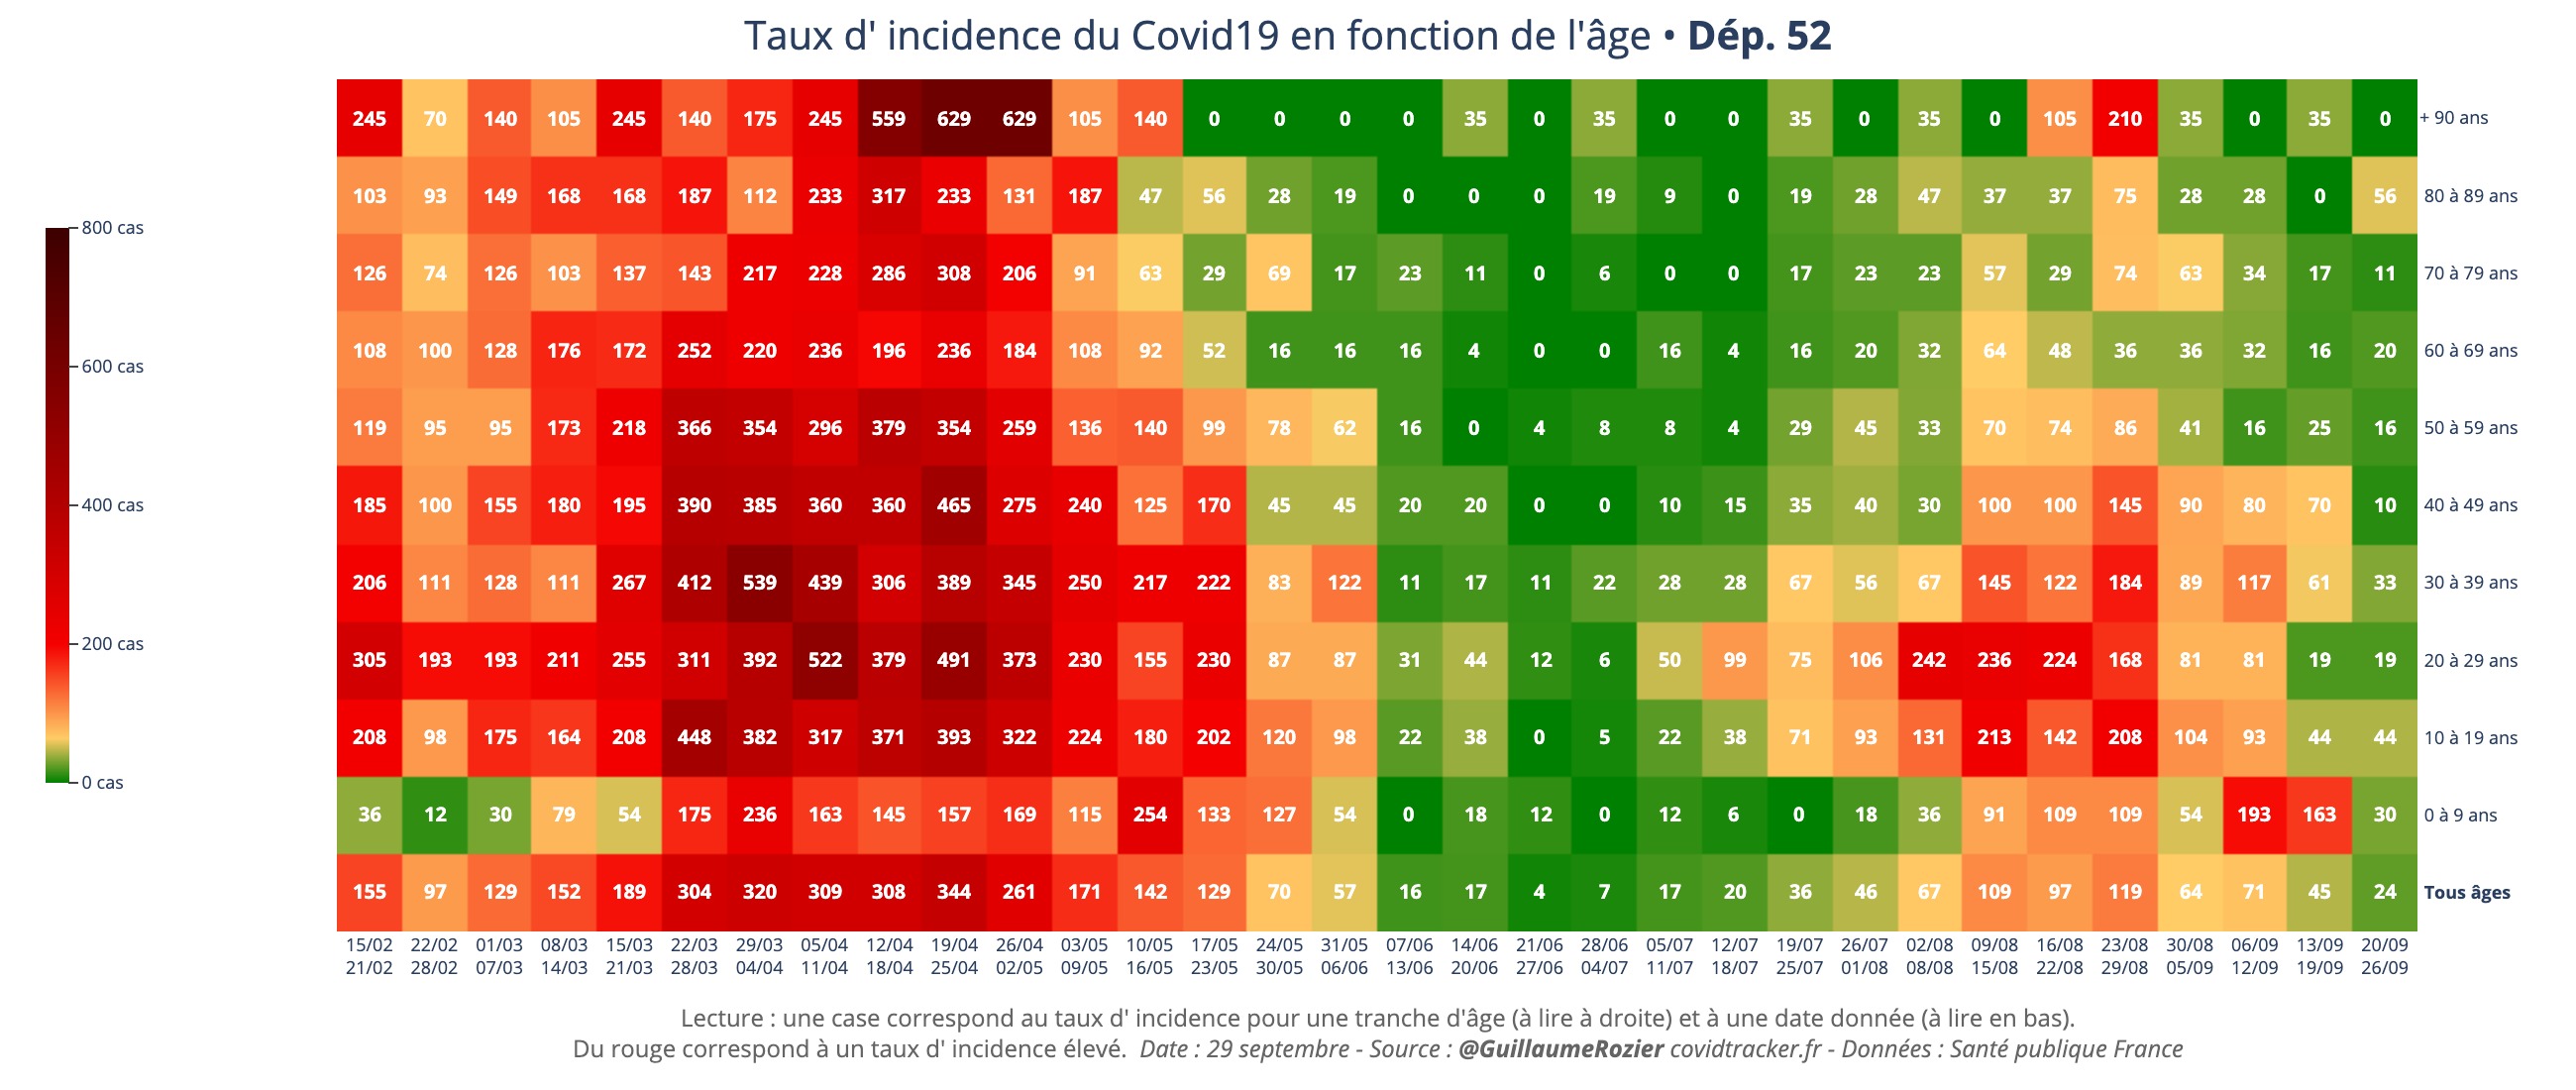 Taux d' incidence du Covid19 en fonction de l'âge • Dép. 52
800 cas
600 cas
400 cas
200 cas
0 cas
245 70 140 105 245 140 175 245 559 629 629 105 140 0 0 0 0 35 0 35 0 0 35 0 35 0 105 210 35 0 35 0 + 90 ans
103 93 149 168 168 187 112 233 317 233 131 187 47 56 28 19 0 0 0 19 9 0 19 28 47 37 37 75 28 28 0 56 80 à 89 ans
126 74 126 103 137 143 217 228 286 308 206 91 63 29 69 17 23 11 0 6 0 0 17 23 23 57 29 74 63 34 17 11 70 à 79 ans
108 100 128 176 172 252 220 236 196 236 184 108 92 52 16 16 16 4 0 0 16 4 16 20 32 64 48 36 36 32 16 20 60 à 69 ans
119 95 95 173 218 366 354 296 379 354 259 136 140 99 78 62 16 0 4 8 8 4 29 45 33 70 74 86 41 16 25 16 50 à 59 ans
185 100 155 180 195 390 385 360 360 465 275 240 125 170 45 45 20 20 0 0 10 15 35 40 30 100 100 145 90 80 70 10 40 à 49 ans
206 111 128 111 267 412 539 439 306 389 345 250 217 222 83 122 11 17 11 22 28 28 67 56 67 145 122 184 89 117 61 33 30 à 39 ans
305 193 193 211 255 311 392 522 379 491 373 230 155 230 87 87 31 44 12 6 50 99 75 106 242 236 224 168 81 81 19 19 20 à 29 ans
208 98 175 164 208 448 382 317 371 393 322 224 180 202 120 98 22 38 0 5 22 38 71 93 131 213 142 208 104 93 44 44 10 à 19 ans
36 12 30 79 54 175 236 163 145 157 169 115 254 133 127 54 0 18 12 0 12 6 0 18 36 91 109 109 54 193 163 30 0 à 9 ans
155 97 129 152 189 304 320 309 308 344 261 171 142 129 70 57 16 17 4 7 17 20 36 46 67 109 97 119 64 71 45 24 Tous âges
15/02 22/02 01/03 08/03 15/03 22/03 29/03 05/04 12/04 19/04 26/04 03/05 10/05 17/05 24/05 31/05 07/06 14/06 21/06 28/06 05/07 12/07 19/07 26/07 02/08 09/08 16/08 23/08 30/08 06/09 13/09 20/09
21/02 28/02 07/03 14/03 21/03 28/03 04/04 11/04 18/04 25/04 02/05 09/05 16/05 23/05 30/05 06/06 13/06 20/06 27/06 04/07 11/07 18/07 25/07 01/08 08/08 15/08 22/08 29/08 05/09 12/09 19/09 26/09
Lecture : une case correspond au taux d' incidence pour une tranche d'âge (à lire à droite) et à une date donnée (à lire en bas).
Du rouge correspond à un taux d' incidence élevé. Date : 29 septembre - Source : @GuillaumeRozier covidtracker.fr - Données : Santé publique France